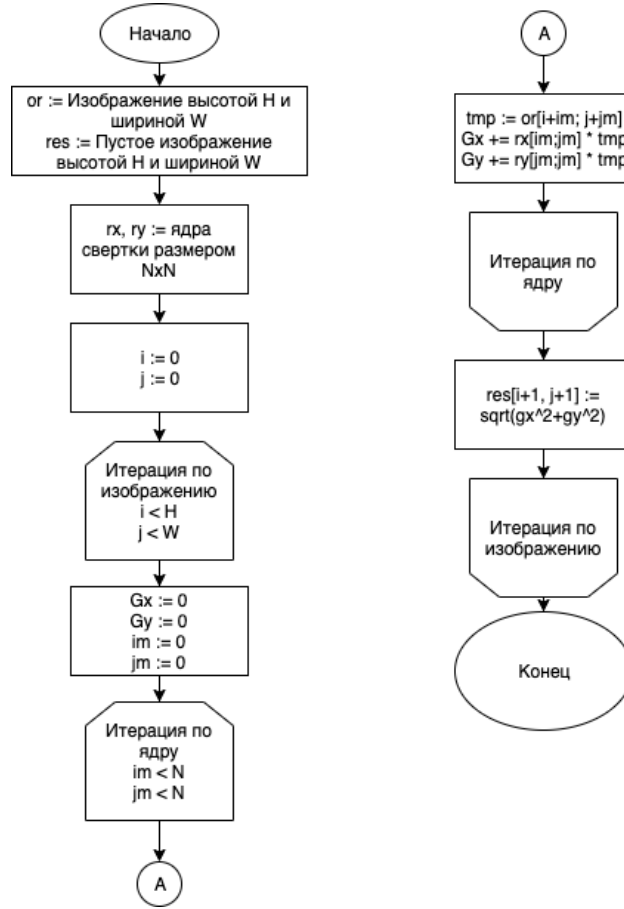 Начало
or := Изображение высотой H и
шириной W
res := Пустое изображение
высотой H и шириной W
rx, ry := ядра
свертки размером
NxN
i := 0
j := 0
Итерация по
изображению
i < H
j < W
Gx := 0
Gy := 0
im := 0
jm := 0
Итерация по
ядру
im < N
jm < N
A
A
tmp := or[i+im; j+jm]
Gx += rx[im;jm] * tmp
Gy += ry[jm;jm] * tmp
Итерация по
ядру
res[i+1, j+1] :=
sqrt(gx^2+gy^2)
Итерация по
изображению
Конец